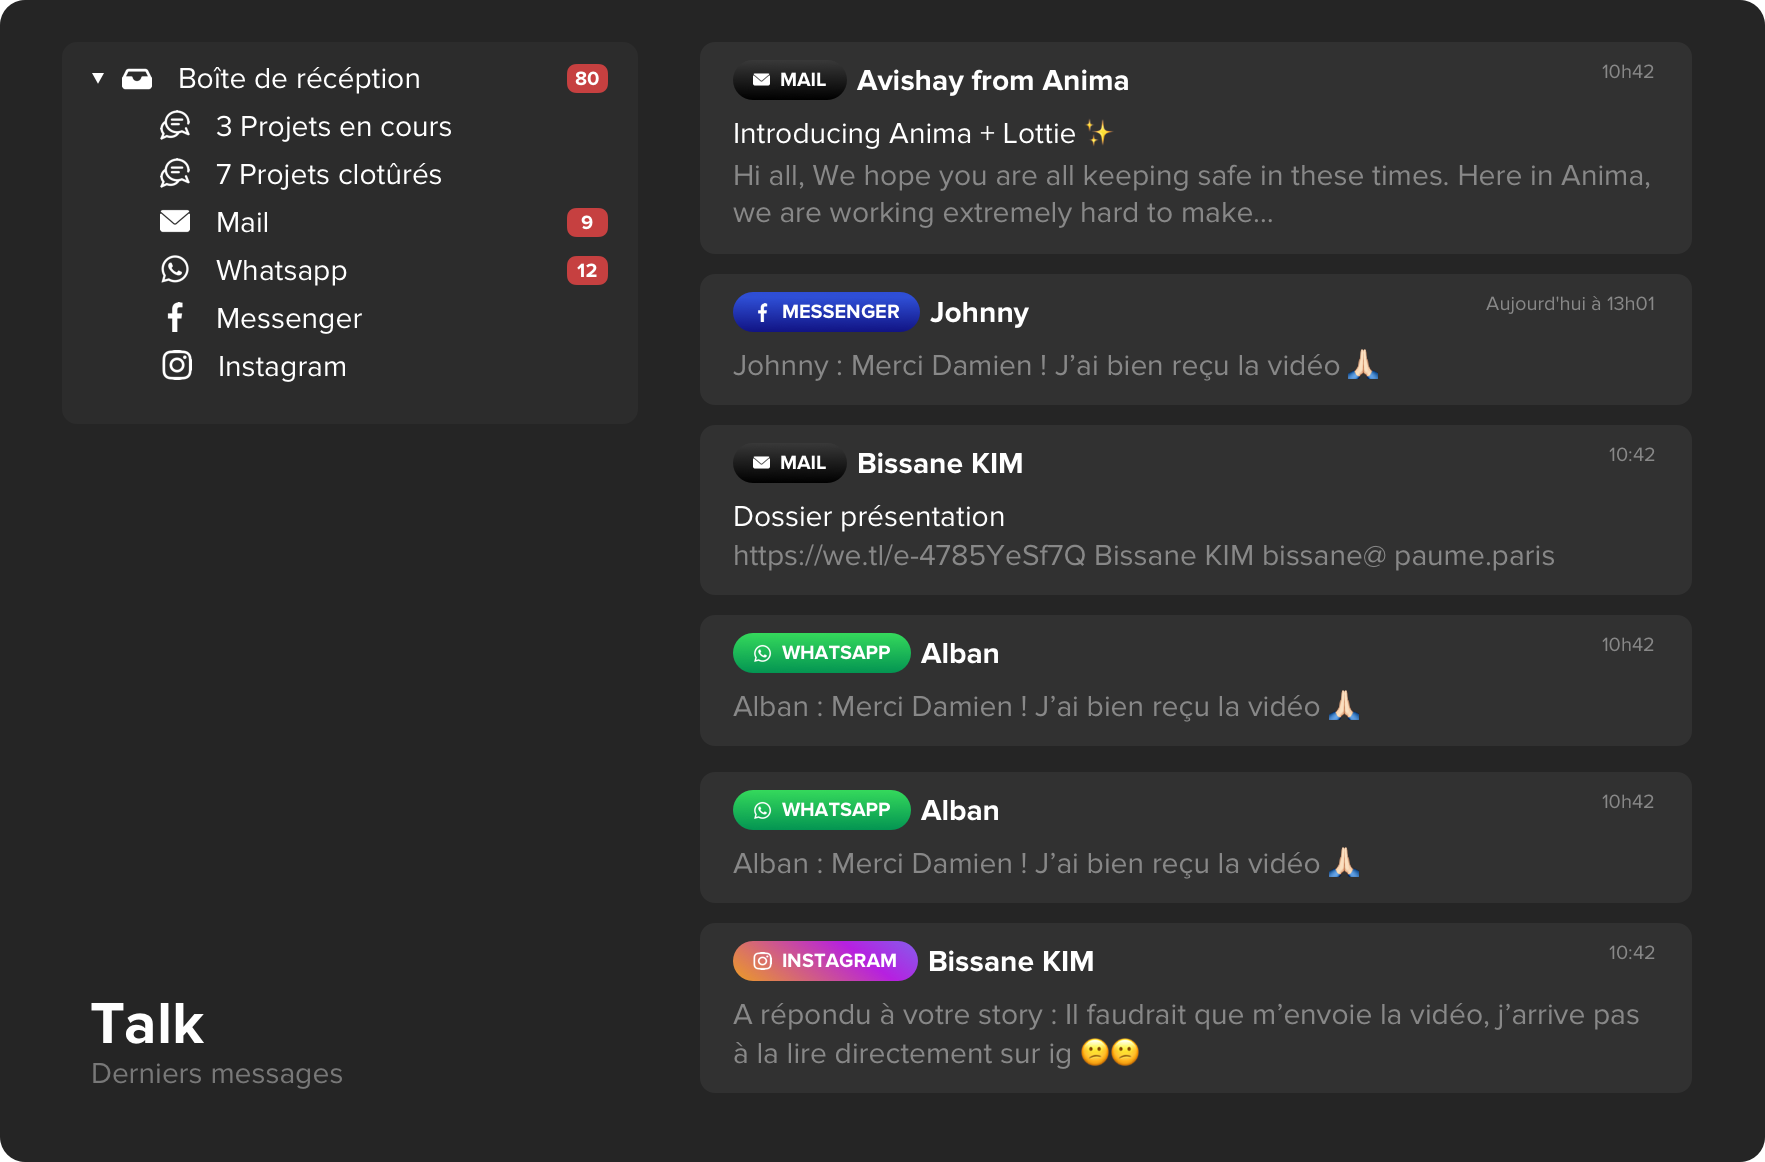 Boîte de récéption 80
3 Projets en cours
7 Projets clotûrés
Mail 9
Whatsapp 12
Messenger
Instagram
Talk
Derniers messages
MAIL Avishay from Anima 10h42
Introducing Anima + Lottie ✨
Hi all, We hope you are all keeping safe in these times. Here in Anima,
we are working extremely hard to make...
MESSENGER Johnny Aujourd'hui à 13h01
Johnny : Merci Damien ! J’ai bien reçu la vidéo 🙏🏻
MAIL Bissane KIM 10:42
Dossier présentation
https://we.tl/e-4785YeSf7Q Bissane KIM bissane@ paume.paris
WHATSAPP Alban 10h42
Alban : Merci Damien ! J’ai bien reçu la vidéo 🙏🏻
WHATSAPP Alban 10h42
Alban : Merci Damien ! J’ai bien reçu la vidéo 🙏🏻
INSTAGRAM Bissane KIM 10:42
A répondu à votre story : Il faudrait que m’envoie la vidéo, j’arrive pas
à la lire directement sur ig 😕😕